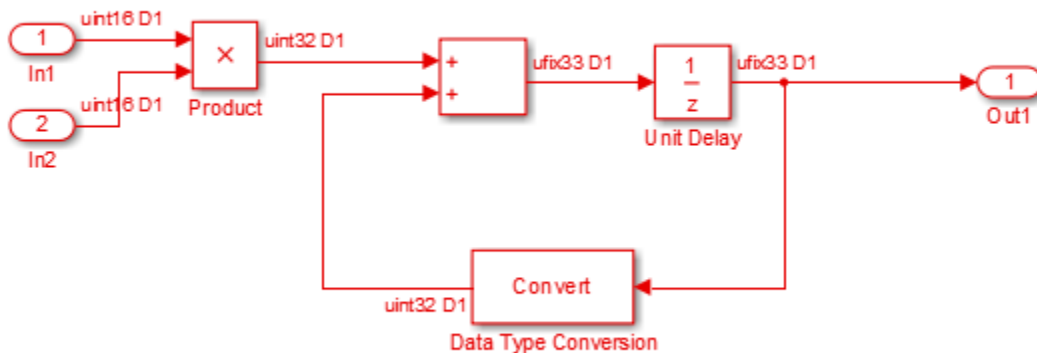 uint16 D1
1
In1
uint16 D1
2
In2
×
Product
uint32 D1
+
+
ufix33 D1
1
z
Unit Delay
ufix33 D1
1
Out1
Convert
uint32 D1
Data Type Conversion